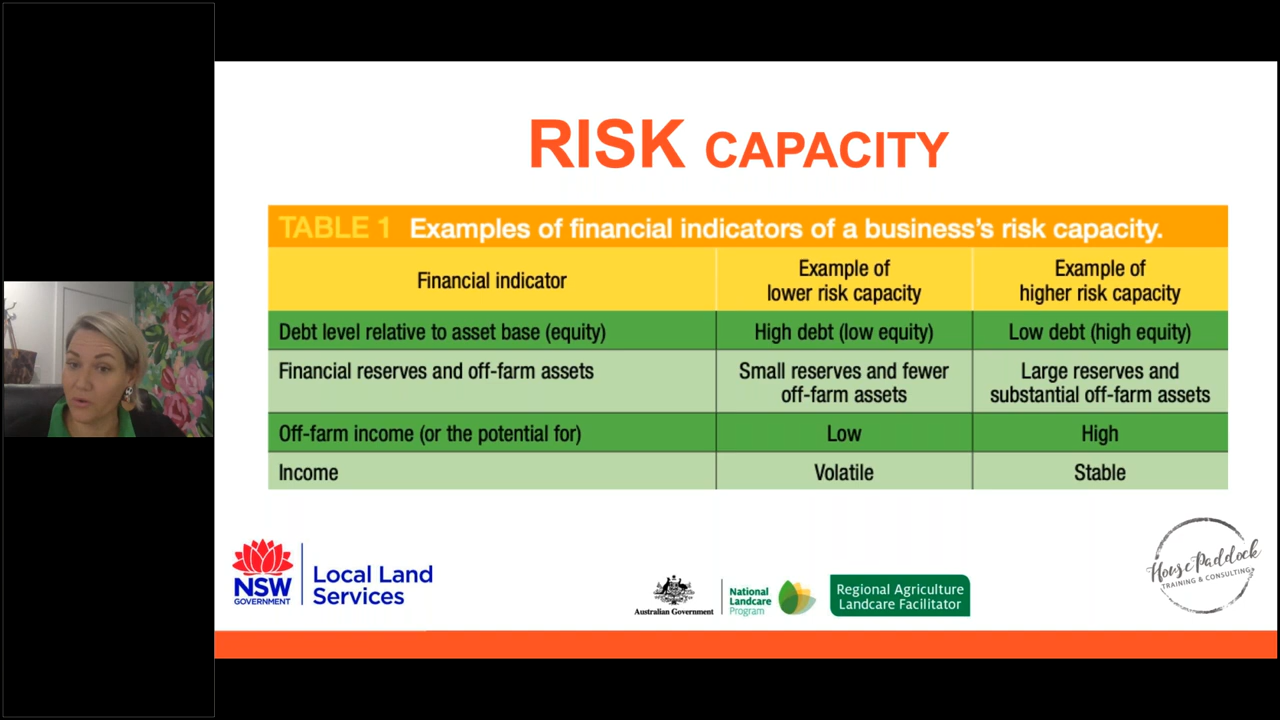 RISK CAPACITY
TABLE 1 Examples of financial indicators of a business's risk capacity.
Financial indicator
Example of
lower risk capacity
Example of
higher risk capacity
Debt level relative to asset base (equity)
High debt (low equity)
Low debt (high equity)
Financial reserves and off-farm assets
Small reserves and fewer
off-farm assets
Large reserves and
substantial off-farm assets
Off-farm income (or the potential for)
Low
High
Income
Volatile
Stable
NSW
GOVERNMENT
Local Land
Services
Australian Government
National
Landcare
Program
Regional Agriculture
Landcare Facilitator
House Paddock
TRAINING & CONSULTING